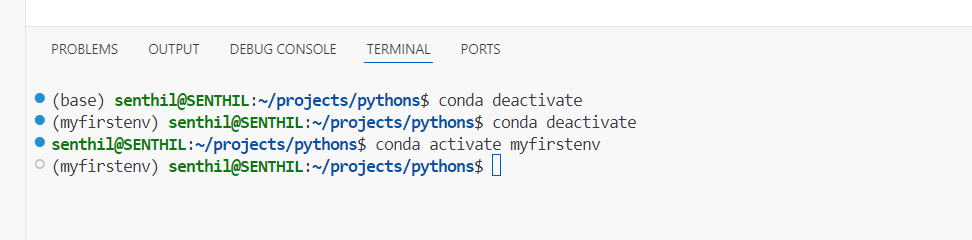 PROBLEMS OUTPUT DEBUG CONSOLE TERMINAL PORTS
(base) senthil@SENTHIL:~/projects/pythons$ conda deactivate
(myfirstenv) senthil@SENTHIL:~/projects/pythons$ conda deactivate
senthil@SENTHIL:~/projects/pythons$ conda activate myfirstenv
(myfirstenv) senthil@SENTHIL:~/projects/pythons$